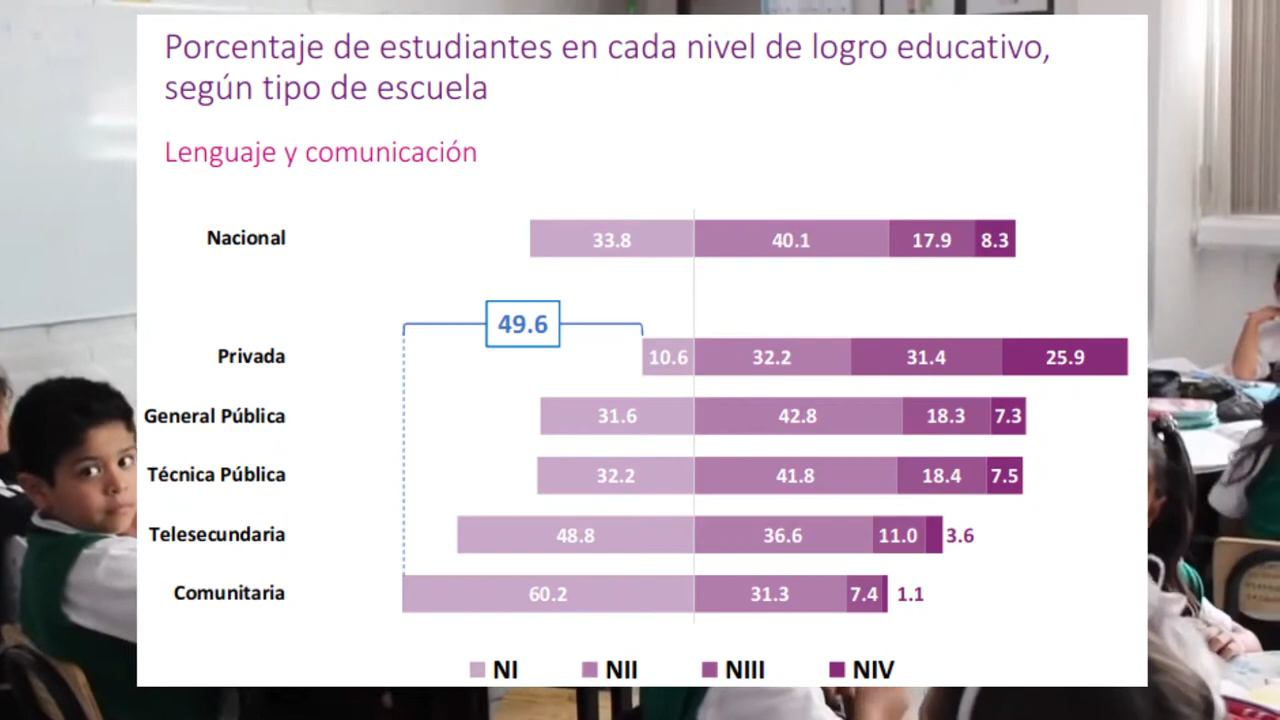 Porcentaje de estudiantes en cada nivel de logro educativo,
según tipo de escuela
Lenguaje y comunicación
Nacional 33.8 40.1 17.9 8.3
49.6
Privada 10.6 32.2 31.4 25.9
General Pública 31.6 42.8 18.3 7.3
Técnica Pública 32.2 41.8 18.4 7.5
Telesecundaria 48.8 36.6 11.0 3.6
Comunitaria 60.2 31.3 7.4 1.1
NI NII NIII NIV